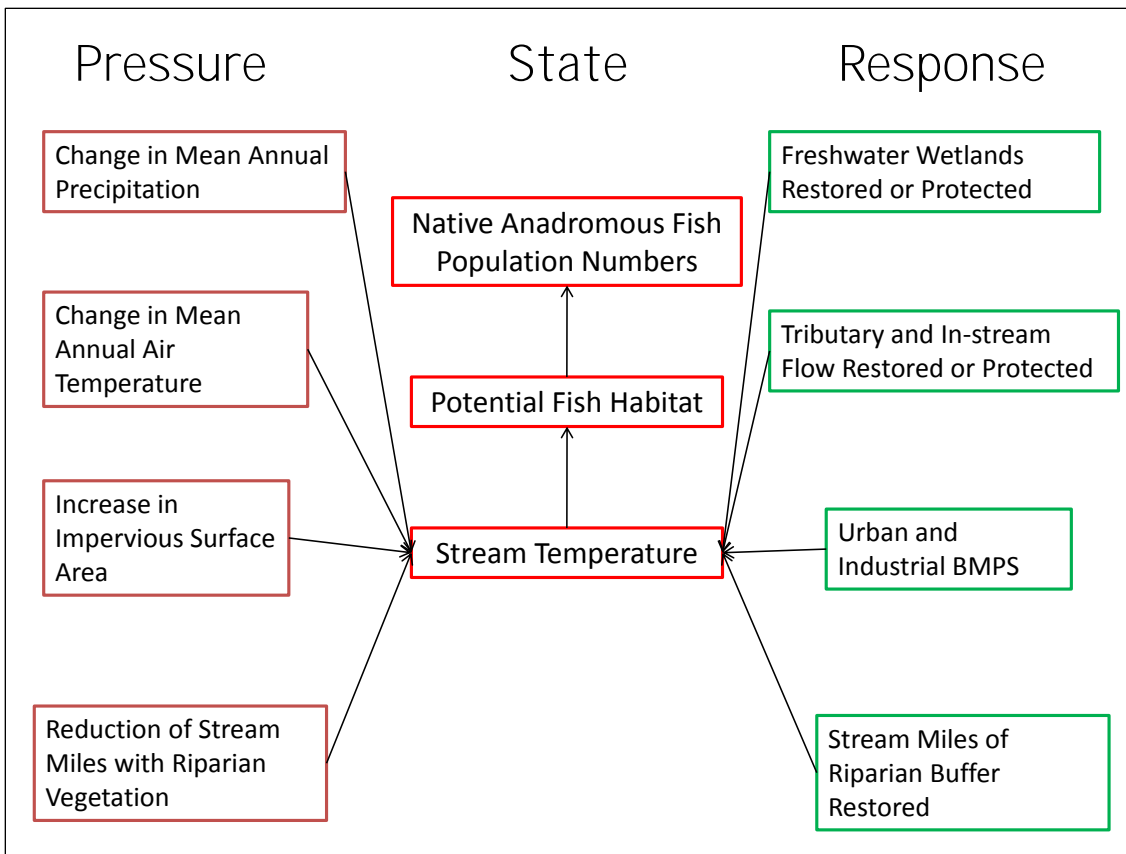 Pressure
State
Response
Change in Mean Annual
Precipitation
Change in Mean
Annual Air
Temperature
Increase in
Impervious Surface
Area
Reduction of Stream
Miles with Riparian
Vegetation
Native Anadromous Fish
Population Numbers
Potential Fish Habitat
Stream Temperature
Freshwater Wetlands
Restored or Protected
Tributary and In-stream
Flow Restored or Protected
Urban and
Industrial BMPS
Stream Miles of
Riparian Buffer
Restored